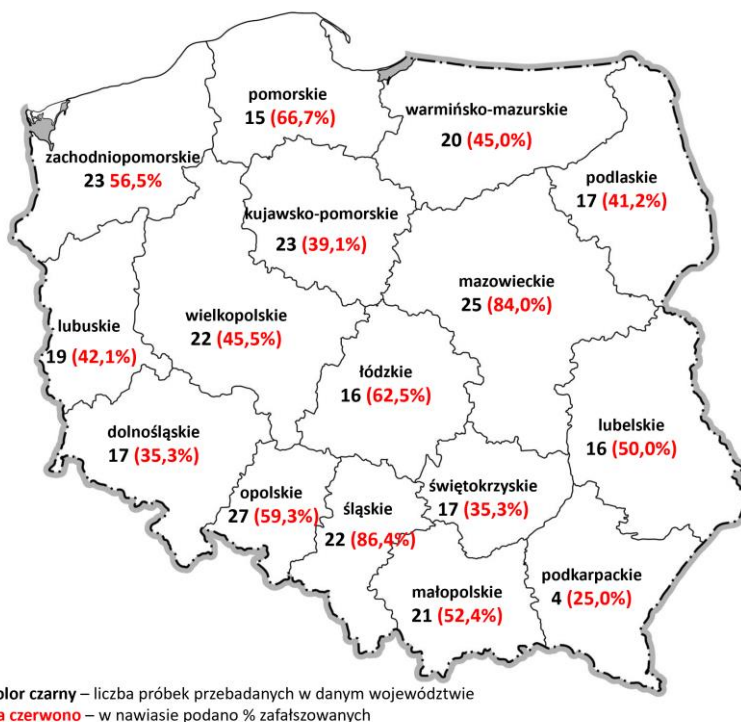 pomorskie
15 (66,7%)
warmińsko-mazurskie
20 (45,0%)
zachodniopomorskie
23 56,5%
podlaskie
17 (41,2%)
kujawsko-pomorskie
23 (39,1%)
mazowieckie
25 (84,0%)
wielkopolskie
22 (45,5%)
lubuskie
19 (42,1%)
łódzkie
16 (62,5%)
lubelskie
16 (50,0%)
dolnośląskie
17 (35,3%)
opolskie
27 (59,3%)
śląskie
22 (86,4%)
świętokrzyskie
17 (35,3%)
małopolskie
21 (52,4%)
podkarpackie
4 (25,0%)
olor czarny – liczba próbek przebadanych w danym województwie
a czerwono – w nawiasie podano % zafałszowanych